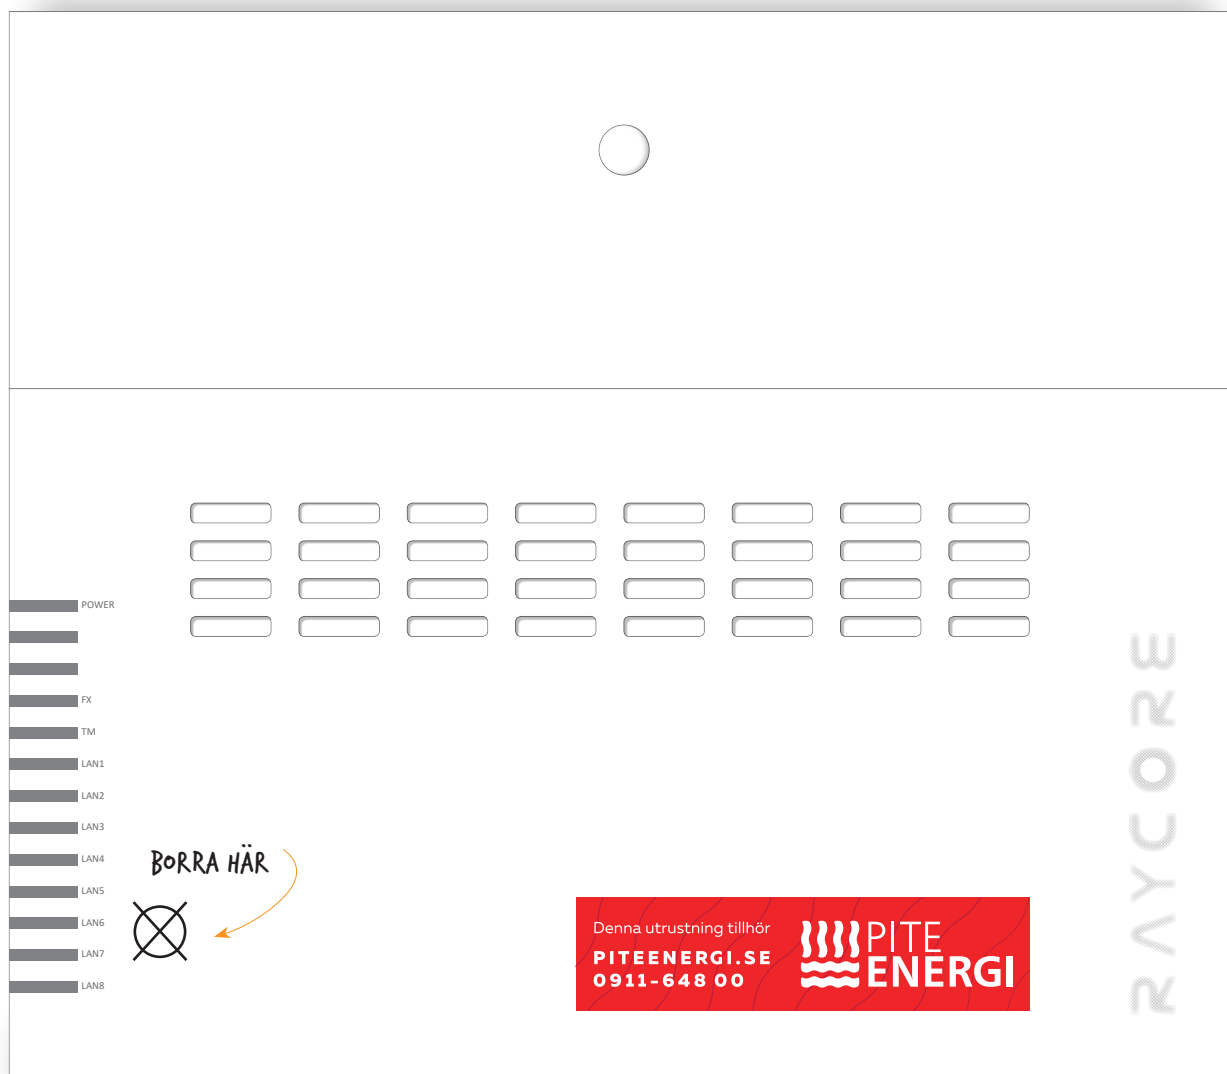 POWER
FX
TM
LAN1
LAN2
LAN3
LAN4
LAN5
LAN6
LAN7
LAN8
BORRA HÄR
Denna utrustning tillhör
PITEENERGI.SE
0911-648 00
PITE
ENERGI
RAYCORE